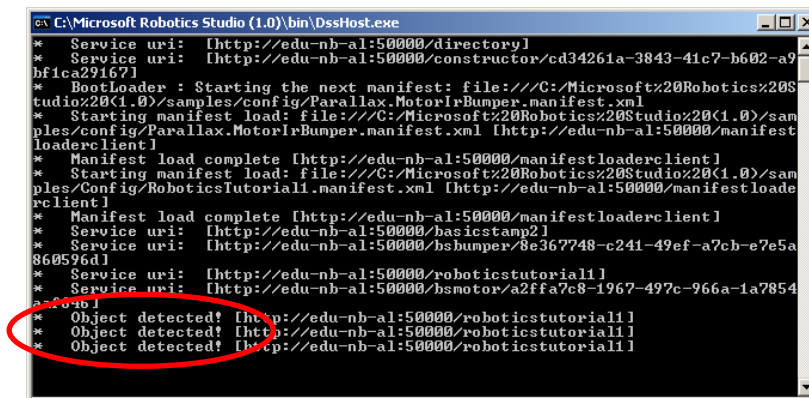 C:\Microsoft Robotics Studio (1.0)\bin\DssHost.exe
*   Service uri:  [http://edu-nb-al:50000/directory]
*   Service uri:  [http://edu-nb-al:50000/constructor/cd34261a-3843-41c7-b602-a9
bf1ca29167]
*   BootLoader : Starting the next manifest: file:///C:/Microsoft%20Robotics%20S
tudio%20(1.0)/samples/config/Parallax.MotorIrBumper.manifest.xml
*   Starting manifest load: file:///C:/Microsoft%20Robotics%20Studio%20(1.0)/sam
ples/config/Parallax.MotorIrBumper.manifest.xml [http://edu-nb-al:50000/manifest
loaderclient]
*   Manifest load complete [http://edu-nb-al:50000/manifestloaderclient]
*   Starting manifest load: file:///C:/Microsoft%20Robotics%20Studio%20(1.0)/sam
ples/Config/RoboticsTutorial1.manifest.xml [http://edu-nb-al:50000/manifestloade
rclient]
*   Manifest load complete [http://edu-nb-al:50000/manifestloaderclient]
*   Service uri:  [http://edu-nb-al:50000/basicstamp2]
*   Service uri:  [http://edu-nb-al:50000/bsbumper/8e367748-c241-49ef-a7cb-e7e5a
860596d]
*   Service uri:  [http://edu-nb-al:50000/roboticstutorial1]
*   Service uri:  [http://edu-nb-al:50000/bsmotor/a2ffa7c8-1967-497c-966a-1a7854
*   Object detected! [http://edu-nb-al:50000/roboticstutorial1]
*   Object detected! [http://edu-nb-al:50000/roboticstutorial1]
*   Object detected! [http://edu-nb-al:50000/roboticstutorial1]